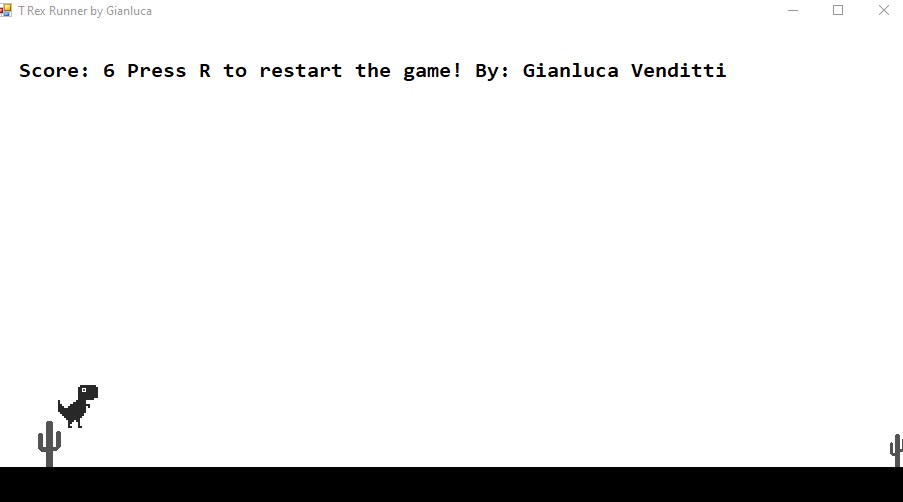 T Rex Runner by Gianluca
Score: 6 Press R to restart the game! By: Gianluca Venditti